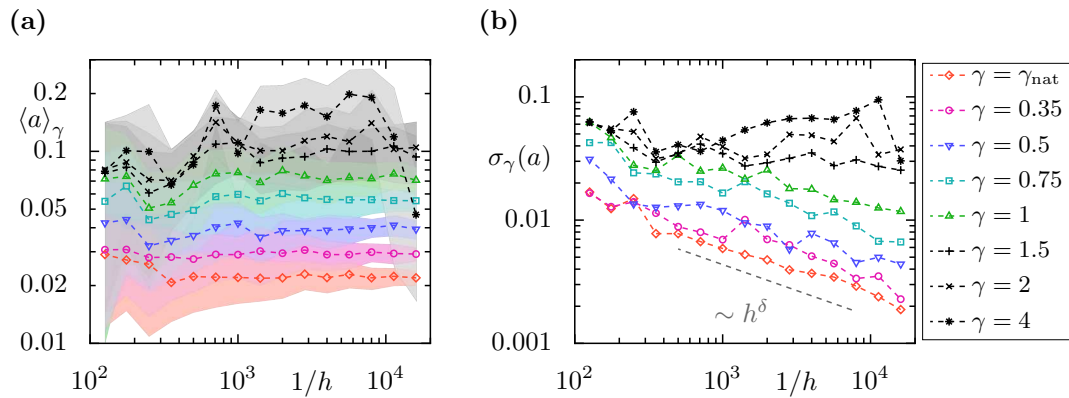 (a)
(b)
⟨a⟩γ
0.2
0.1
0.05
0.02
0.01
10² 10³ 1/h 10⁴
σγ(a)
0.1
0.01
0.001
∼ h^δ
10² 10³ 1/h 10⁴
γ = γnat
γ = 0.35
γ = 0.5
γ = 0.75
γ = 1
γ = 1.5
γ = 2
γ = 4